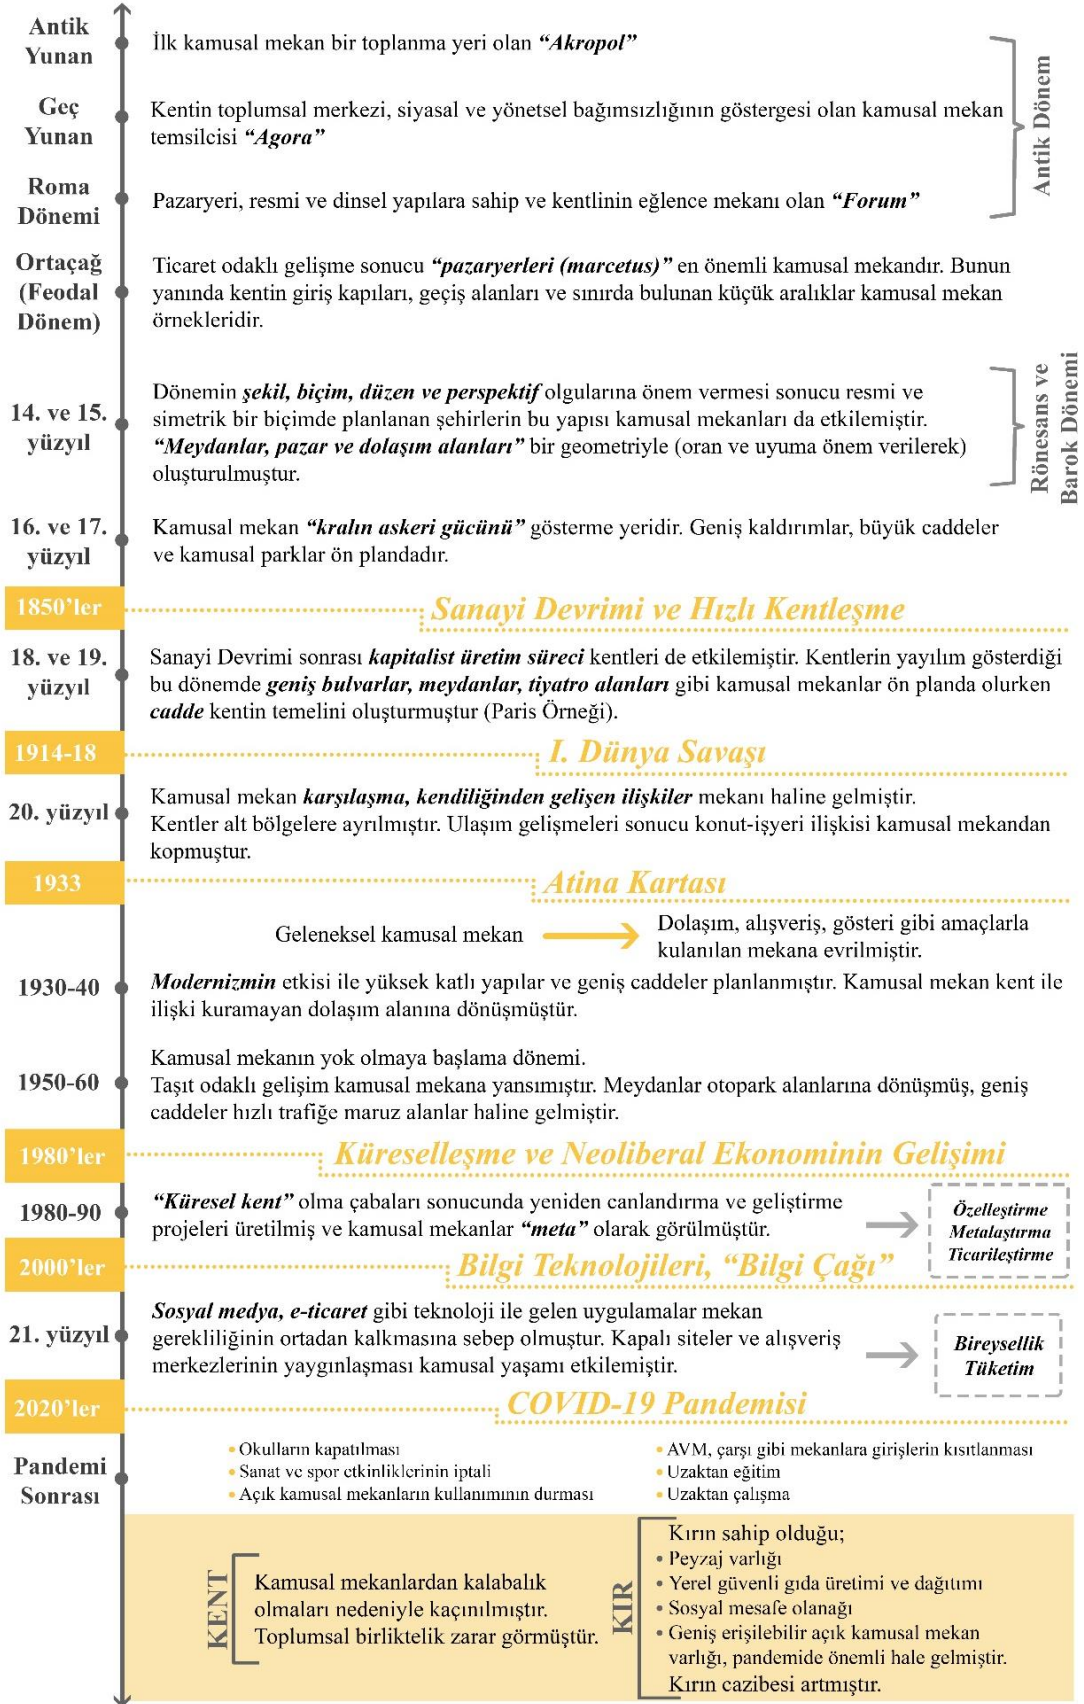 Antik
Yunan
İlk kamusal mekan bir toplanma yeri olan “Akropol”
Geç
Yunan
Kentin toplumsal merkezi, siyasal ve yönetsel bağımsızlığının göstergesi olan kamusal mekan
temsilcisi “Agora”
Roma
Dönemi
Pazaryeri, resmi ve dinsel yapılara sahip ve kentlinin eğlence mekanı olan “Forum”
Antik Dönem
Ortaçağ
(Feodal
Dönem)
Ticaret odaklı gelişme sonucu “pazaryerleri (marcetus)” en önemli kamusal mekandır. Bunun
yanında kentin giriş kapıları, geçiş alanları ve sınırda bulunan küçük aralıklar kamusal mekan
örnekleridir.
14. ve 15.
yüzyıl
Dönemin şekil, biçim, düzen ve perspektif olgularına önem vermesi sonucu resmi ve
simetrik bir biçimde planlanan şehirlerin bu yapısı kamusal mekanları da etkilemiştir.
“Meydanlar, pazar ve dolaşım alanları” bir geometriyle (oran ve uyuma önem verilerek)
oluşturulmuştur.
Rönesans ve
Barok Dönemi
16. ve 17.
yüzyıl
Kamusal mekan “kralın askeri gücünü” gösterme yeridir. Geniş kaldırımlar, büyük caddeler
ve kamusal parklar ön plandadır.
1850’ler
Sanayi Devrimi ve Hızlı Kentleşme
18. ve 19.
yüzyıl
Sanayi Devrimi sonrası kapitalist üretim süreci kentleri de etkilemiştir. Kentlerin yayılım gösterdiği
bu dönemde geniş bulvarlar, meydanlar, tiyatro alanları gibi kamusal mekanlar ön planda olurken
cadde kentin temelini oluşturmuştur (Paris Örneği).
1914-18
I. Dünya Savaşı
20. yüzyıl
Kamusal mekan karşılaşma, kendiliğinden gelişen ilişkiler mekanı haline gelmiştir.
Kentler alt bölgelere ayrılmıştır. Ulaşım gelişmeleri sonucu konut-işyeri ilişkisi kamusal mekandan
kopmuştur.
1933
Atina Kartası
Geleneksel kamusal mekan
Dolaşım, alışveriş, gösteri gibi amaçlarla
kulanılan mekana evrilmiştir.
1930-40
Modernizmin etkisi ile yüksek katlı yapılar ve geniş caddeler planlanmıştır. Kamusal mekan kent ile
ilişki kuramayan dolaşım alanına dönüşmüştür.
1950-60
Kamusal mekanın yok olmaya başlama dönemi.
Taşıt odaklı gelişim kamusal mekana yansımıştır. Meydanlar otopark alanlarına dönüşmüş, geniş
caddeler hızlı trafiğe maruz alanlar haline gelmiştir.
1980’ler
Küreselleşme ve Neoliberal Ekonominin Gelişimi
1980-90
“Küresel kent” olma çabaları sonucunda yeniden canlandırma ve geliştirme
projeleri üretilmiş ve kamusal mekanlar “meta” olarak görülmüştür.
Özelleştirme
Metalaştırma
Ticarileştirme
2000’ler
Bilgi Teknolojileri, “Bilgi Çağı”
21. yüzyıl
Sosyal medya, e-ticaret gibi teknoloji ile gelen uygulamalar mekan
gerekliliğinin ortadan kalkmasına sebep olmuştur. Kapalı siteler ve alışveriş
merkezlerinin yaygınlaşması kamusal yaşamı etkilemiştir.
Bireysellik
Tüketim
2020’ler
COVID-19 Pandemisi
Pandemi
Sonrası
• Okulların kapatılması
• Sanat ve spor etkinliklerinin iptali
• Açık kamusal mekanların kullanımının durması
• AVM, çarşı gibi mekanlara girişlerin kısıtlanması
• Uzaktan eğitim
• Uzaktan çalışma
KENT
Kamusal mekanlardan kalabalık
olmaları nedeniyle kaçınılmıştır.
Toplumsal birliktelik zarar görmüştür.
KIR
Kırın sahip olduğu;
• Peyzaj varlığı
• Yerel güvenli gıda üretimi ve dağıtımı
• Sosyal mesafe olanağı
• Geniş erişilebilir açık kamusal mekan
varlığı, pandemide önemli hale gelmiştir.
Kırın cazibesi artmıştır.